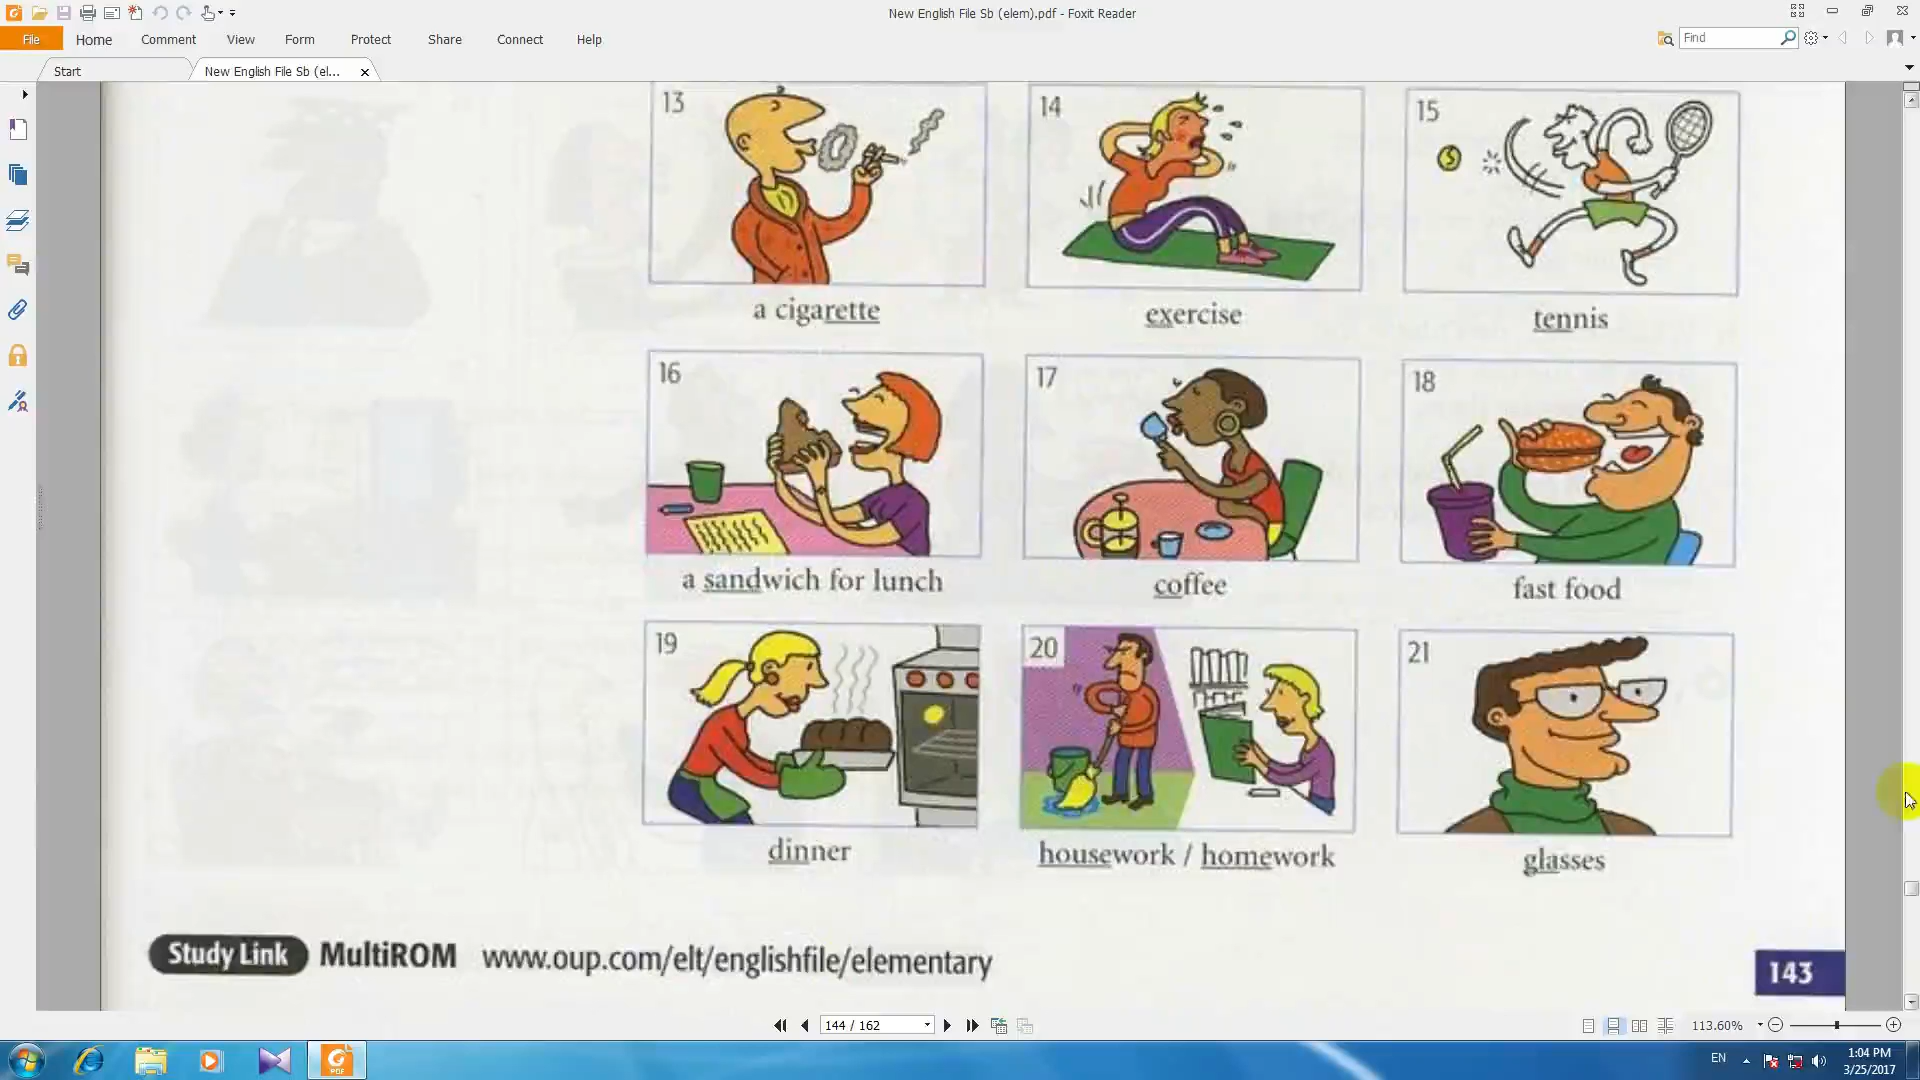 New English File Sb (elem).pdf - Foxit Reader
File Home Comment View Form Protect Share Connect Help
Find
Start
New English File Sb (el...
13
14
15
a cigarette
exercise
tennis
16
17
18
a sandwich for lunch
coffee
fast food
19
20
21
dinner
housework / homework
glasses
Study Link MultiROM www.oup.com/elt/englishfile/elementary
143
144 / 162
113.60%
EN
1:04 PM
3/25/2017